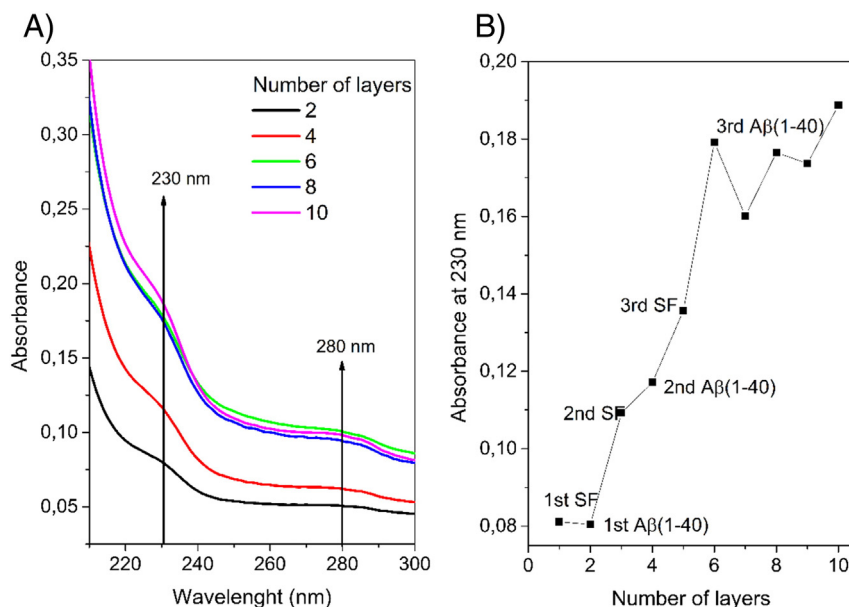 A)
0,35
0,30
0,25
0,20
0,15
0,10
0,05
Absorbance
Number of layers
2
4
6
8
10
230 nm
280 nm
220 240 260 280 300
Wavelenght (nm)
B)
0,20
0,18
0,16
0,14
0,12
0,10
0,08
Absorbance at 230 nm
3rd Aβ(1-40)
3rd SF
2nd Aβ(1-40)
2nd SF
1st SF
1st Aβ(1-40)
0 2 4 6 8 10
Number of layers